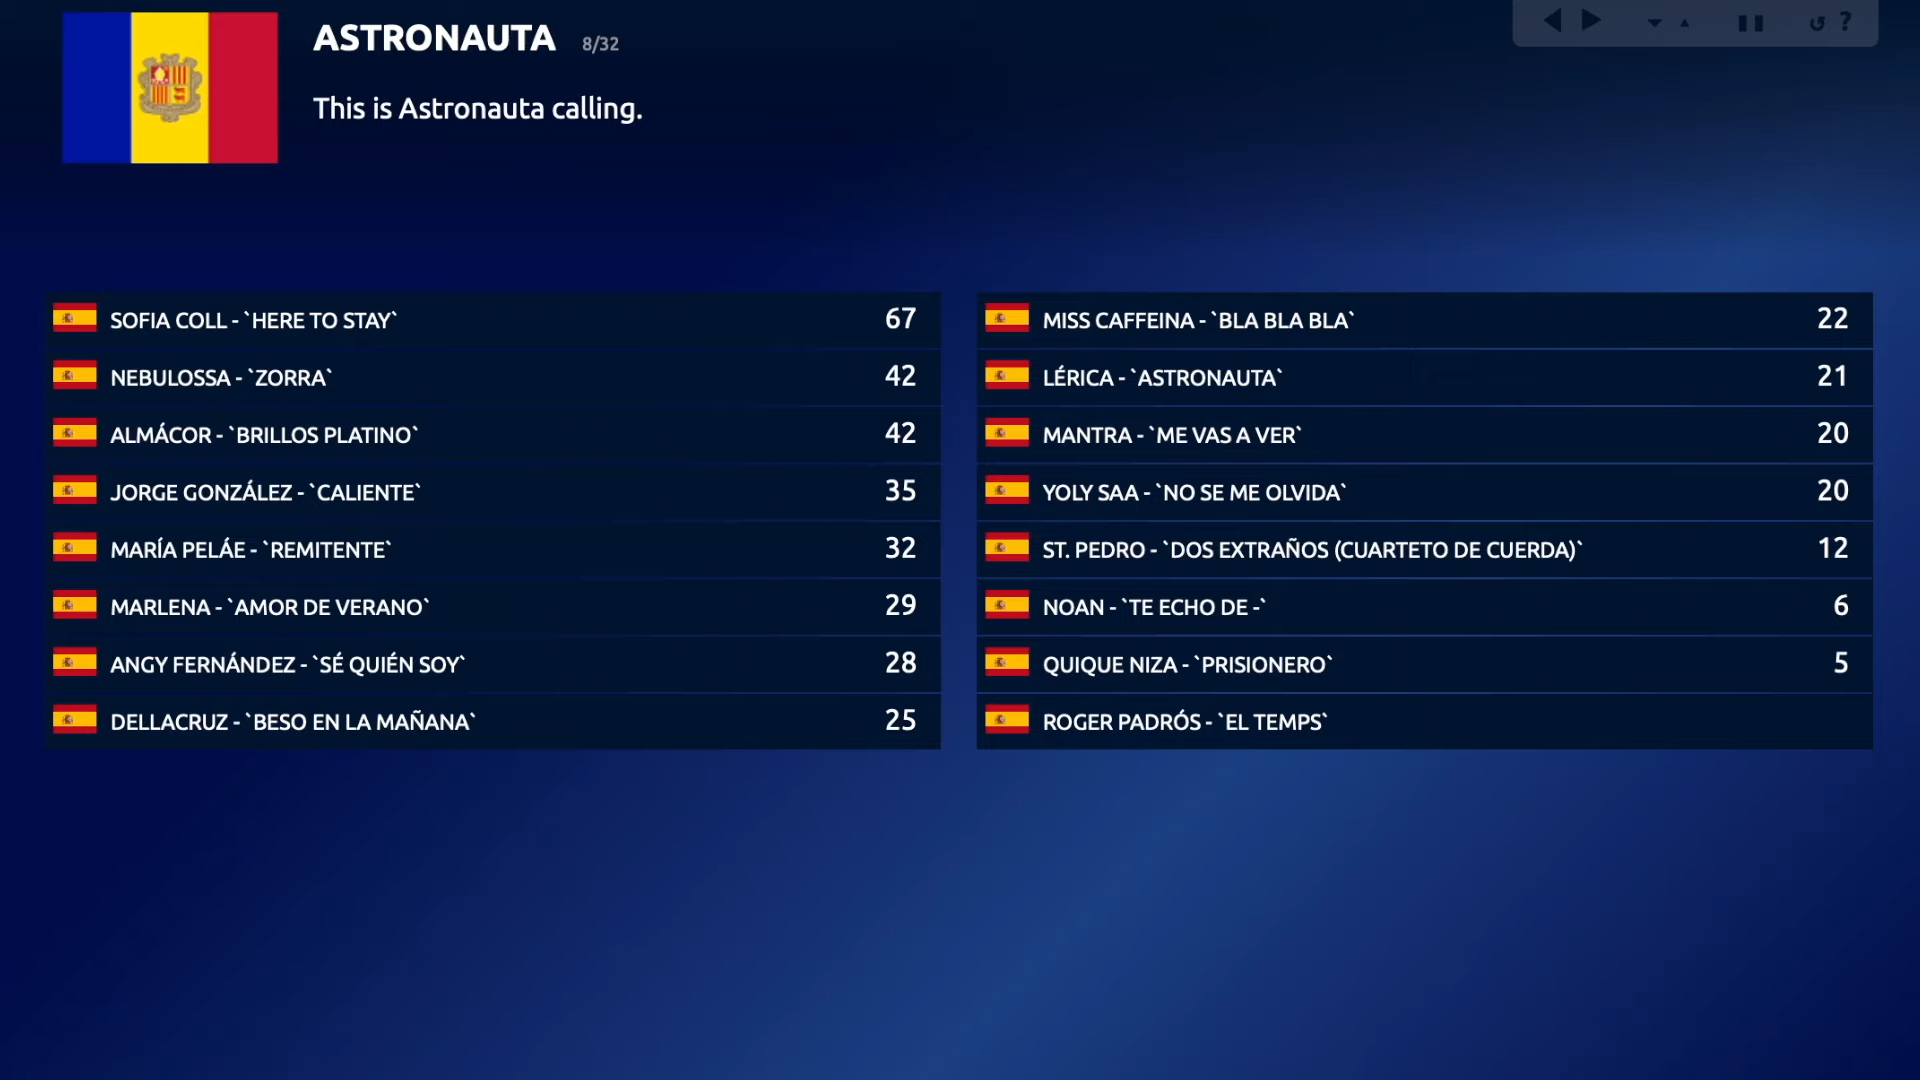 ASTRONAUTA 8/32
This is Astronauta calling.
?
SOFIA COLL - `HERE TO STAY` 67
NEBULOSSA - `ZORRA` 42
ALMÁCOR - `BRILLOS PLATINO` 42
JORGE GONZÁLEZ - `CALIENTE` 35
MARÍA PELÁE - `REMITENTE` 32
MARLENA - `AMOR DE VERANO` 29
ANGY FERNÁNDEZ - `SÉ QUIÉN SOY` 28
DELLACRUZ - `BESO EN LA MAÑANA` 25
MISS CAFFEINA - `BLA BLA BLA` 22
LÉRICA - `ASTRONAUTA` 21
MANTRA - `ME VAS A VER` 20
YOLY SAA - `NO SE ME OLVIDA` 20
ST. PEDRO - `DOS EXTRAÑOS (CUARTETO DE CUERDA)` 12
NOAN - `TE ECHO DE -` 6
QUIQUE NIZA - `PRISIONERO` 5
ROGER PADRÓS - `EL TEMPS`